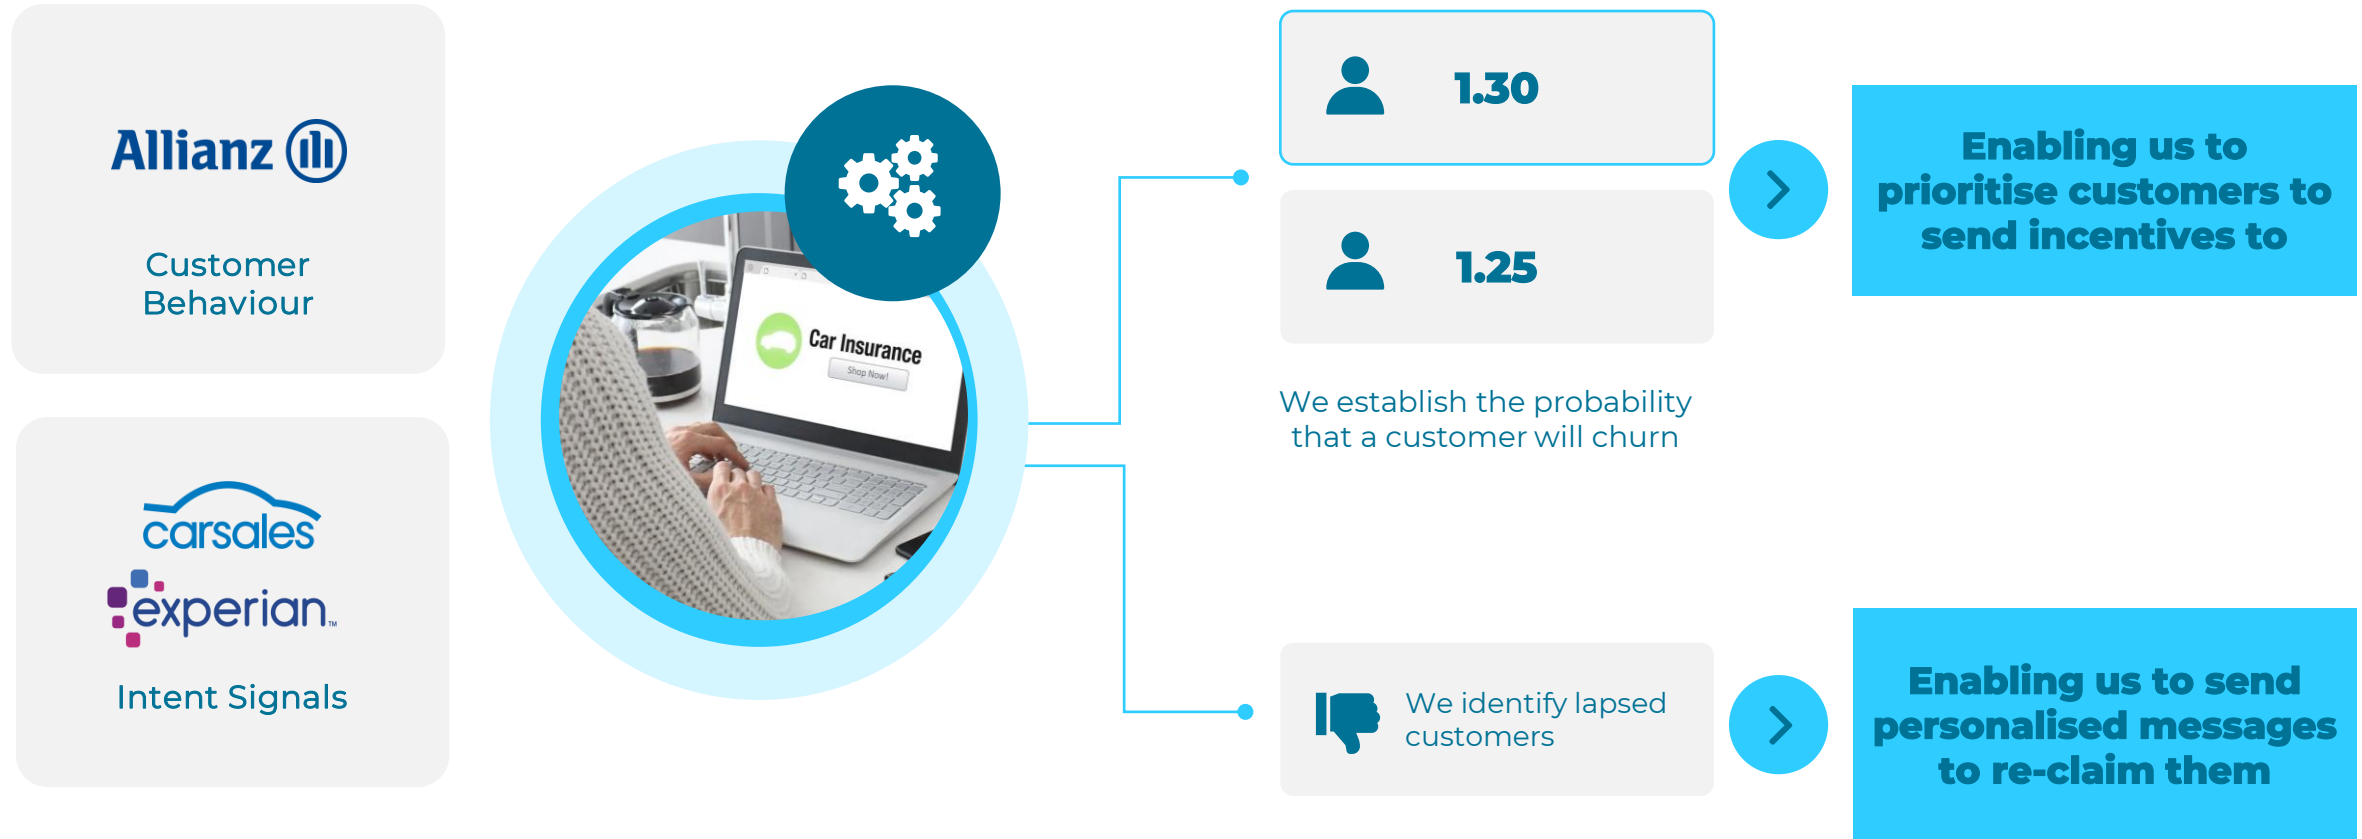 Allianz
Customer
Behaviour
carsales
experian™
Intent Signals
Car Insurance
Shop Now!
1.30
1.25
We establish the probability
that a customer will churn
We identify lapsed
customers
Enabling us to
prioritise customers to
send incentives to
Enabling us to send
personalised messages
to re-claim them